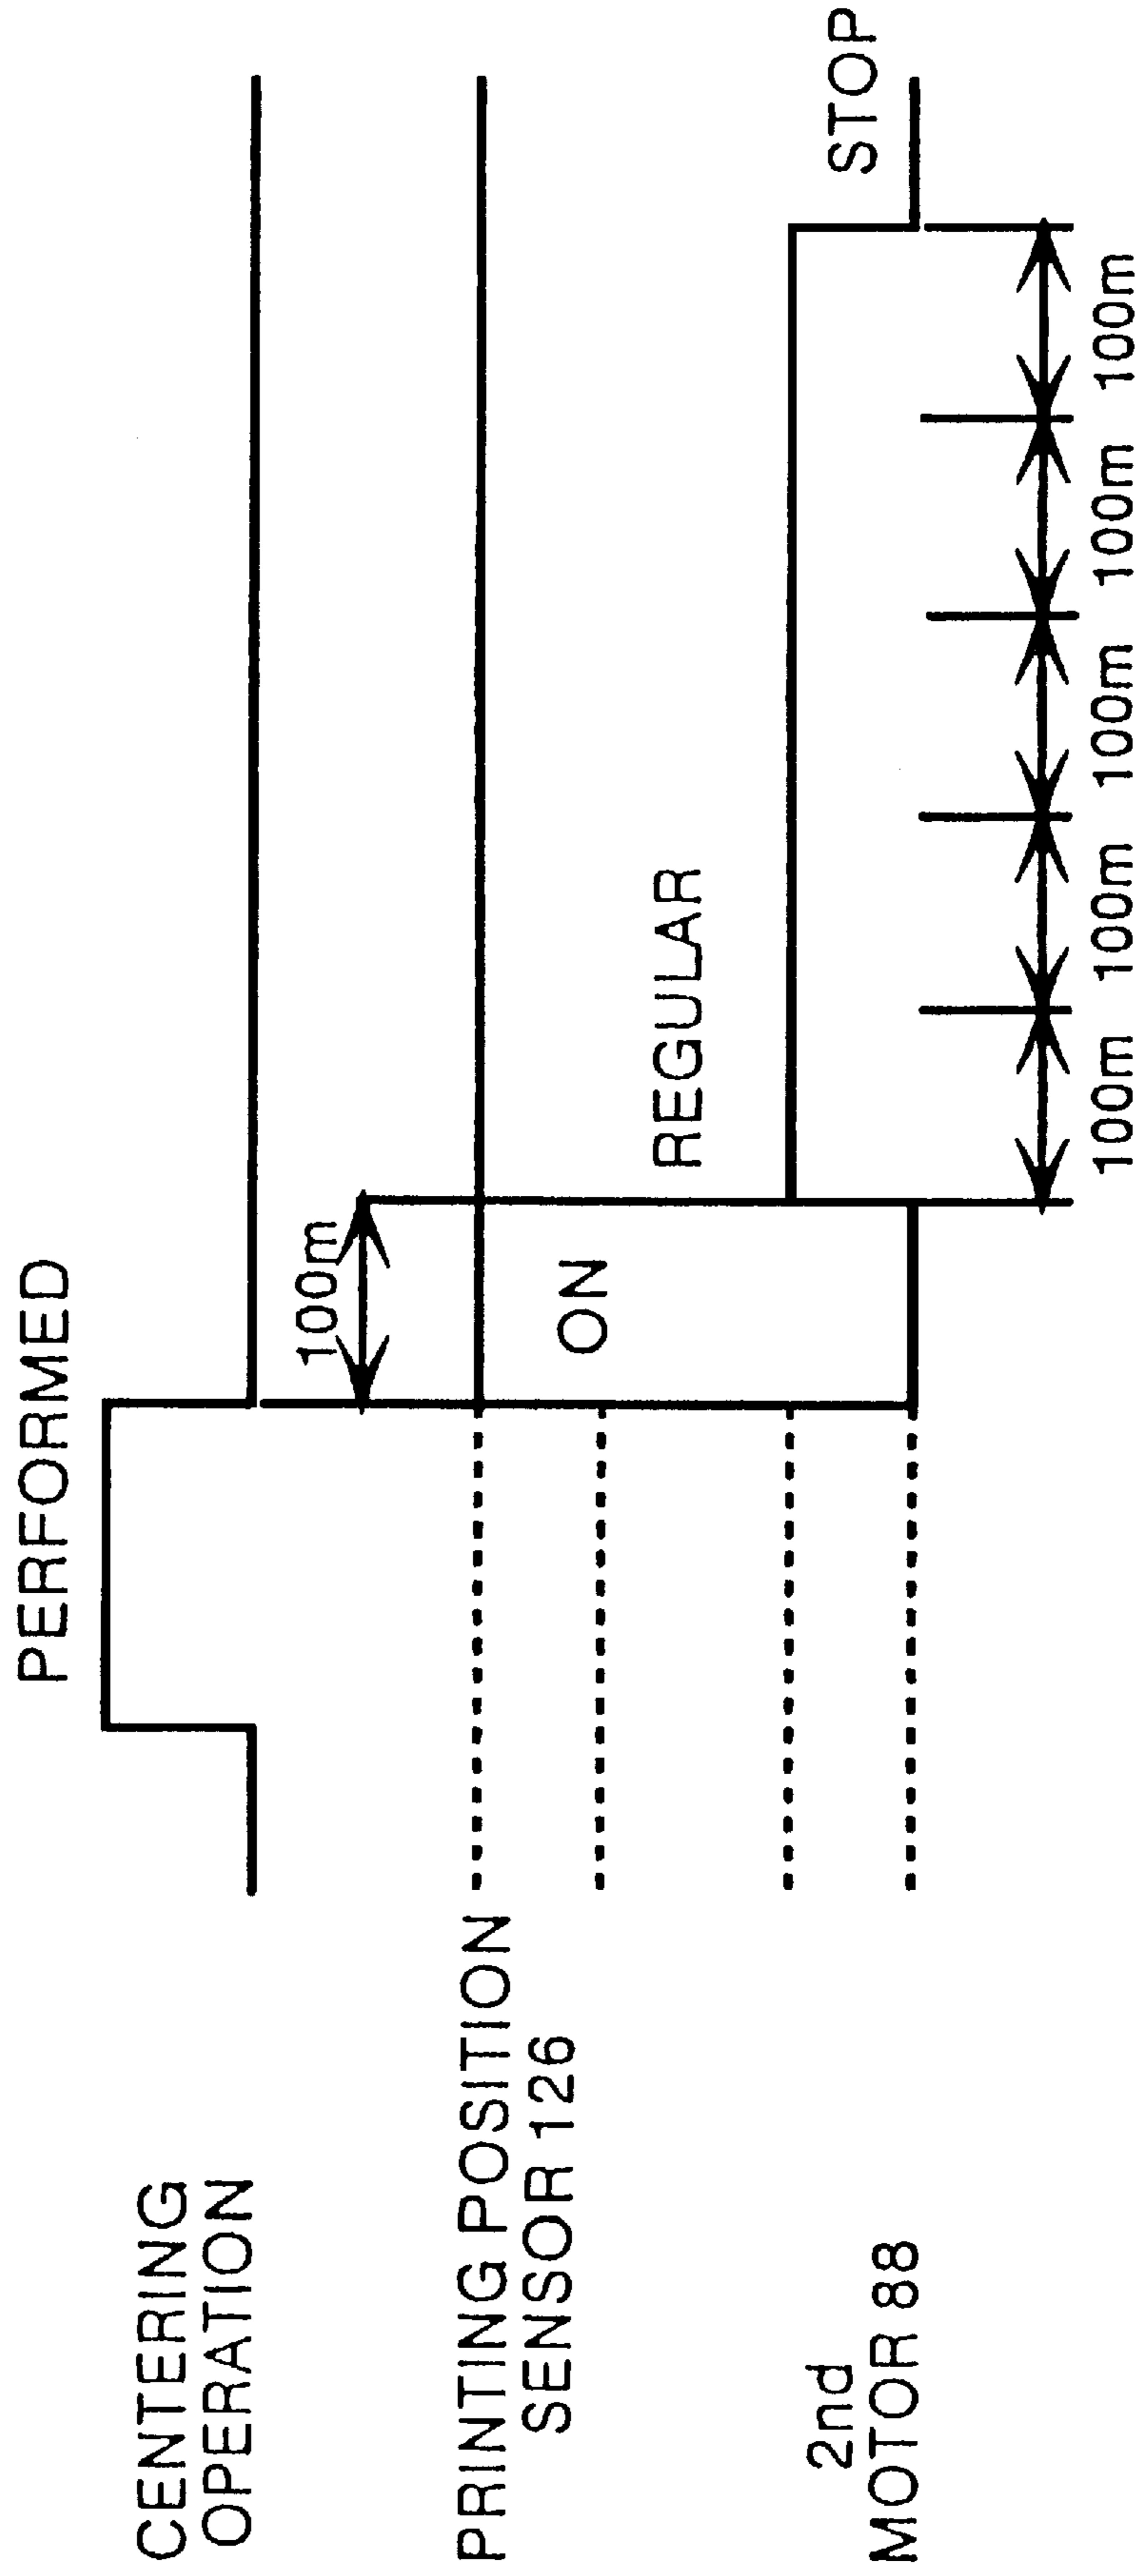 PERFORMED
CENTERING
OPERATION
100m
PRINTING POSITION
SENSOR 126
ON
REGULAR
STOP
2nd
MOTOR 88
100m
100m
100m
100m
100m